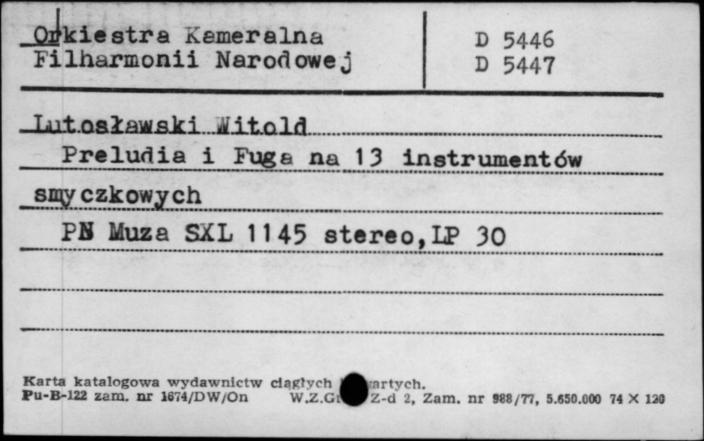 Orkiestra Kameralna D 5446
Filharmonii Narodowej D 5447
Lutosławski Witold
Preludia i Fuga na 13 instrumentów
smyczkowych
PN Muza SXL 1145 stereo, LP 30
Karta katalogowa wydawnictw ciągłych artych.
Pu-B-122 zam. nr 1674/DW/On W.Z.G Z-d 2, Zam. nr 988/77, 5.650.000 74 X 120